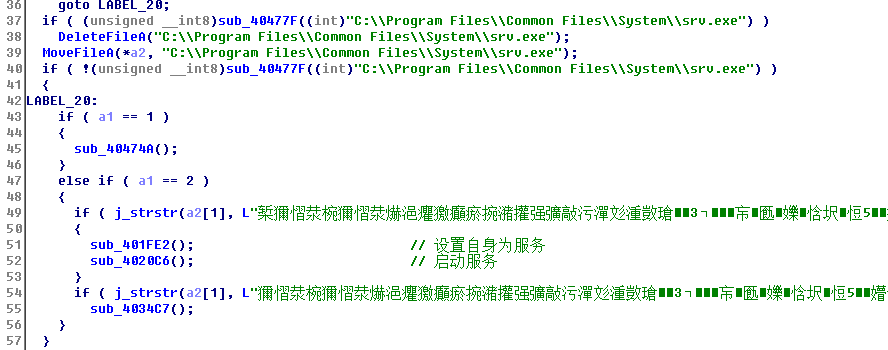 36 goto LABEL_20;
37 if ( (unsigned __int8)sub_40477F((int)"C:\\Program Files\\Common Files\\System\\srv.exe") )
38 DeleteFileA("C:\\Program Files\\Common Files\\System\\srv.exe");
39 MoveFileA(*a2, "C:\\Program Files\\Common Files\\System\\srv.exe");
40 if ( !(unsigned __int8)sub_40477F((int)"C:\\Program Files\\Common Files\\System\\srv.exe") )
41 {
42 LABEL_20:
43 if ( a1 == 1 )
44 {
45 sub_40474A();
46 }
47 else if ( a1 == 2 )
48 {
49 if ( j_strstr(a2[1], L"
50 {
51 sub_401FE2(); // 设置自身为服务
52 sub_4020C6(); // 启动服务
53 }
54 if ( j_strstr(a2[1], L"
55 sub_4034C7();
56 }
57 }